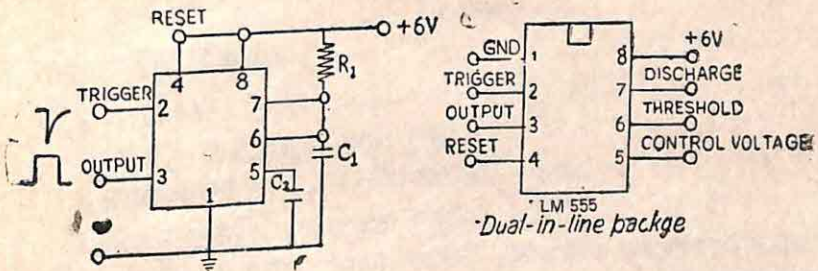 RESET
+6V
4
8
R1
TRIGGER
2
7
6
C1
OUTPUT
3
5
C2
1
GND
1
8
+6V
TRIGGER
2
7
DISCHARGE
OUTPUT
3
6
THRESHOLD
RESET
4
5
CONTROL VOLTAGE
LM 555
Dual-in-line backge